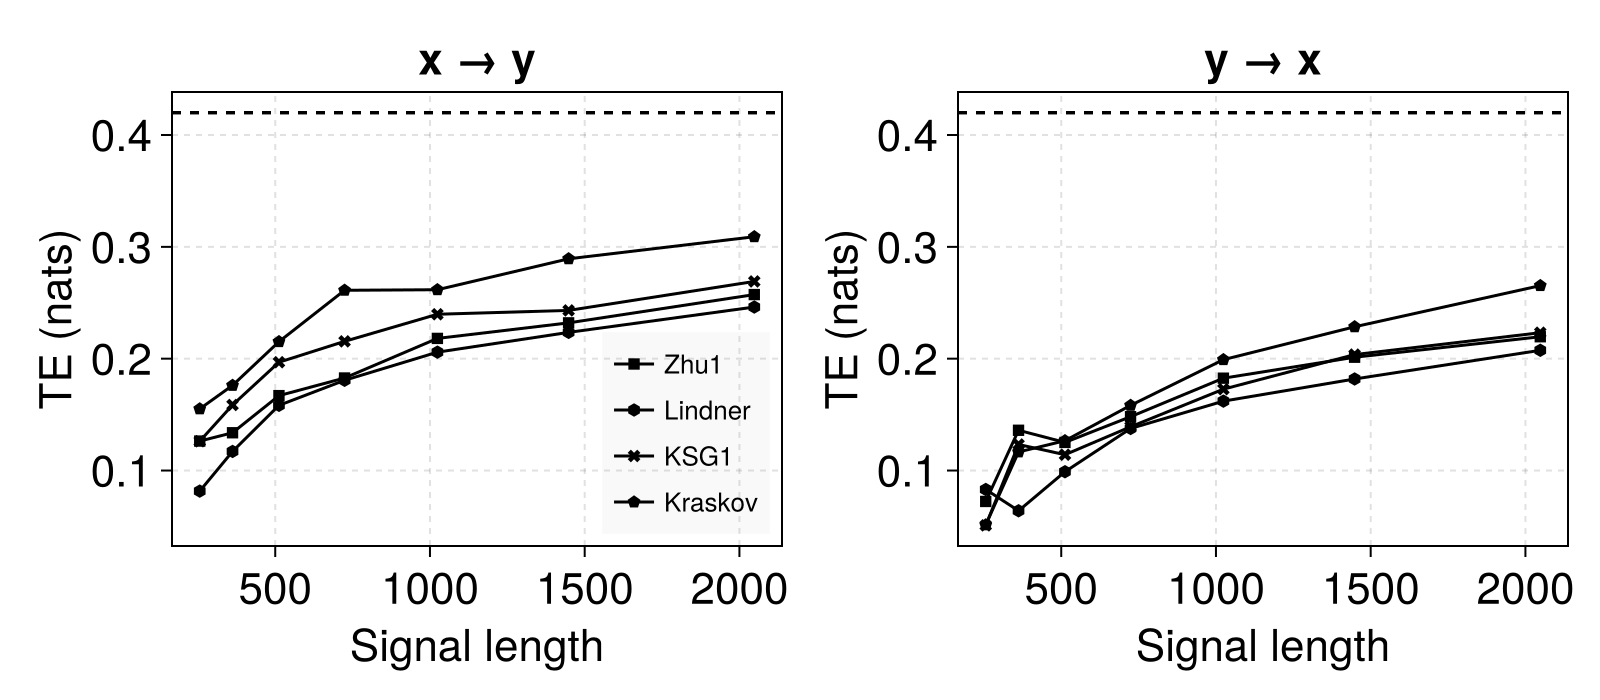 x → y
TE (nats)
0.4
0.3
0.2
0.1
Zhu1
Lindner
KSG1
Kraskov
500 1000 1500 2000
Signal length
y → x
TE (nats)
0.4
0.3
0.2
0.1
500 1000 1500 2000
Signal length